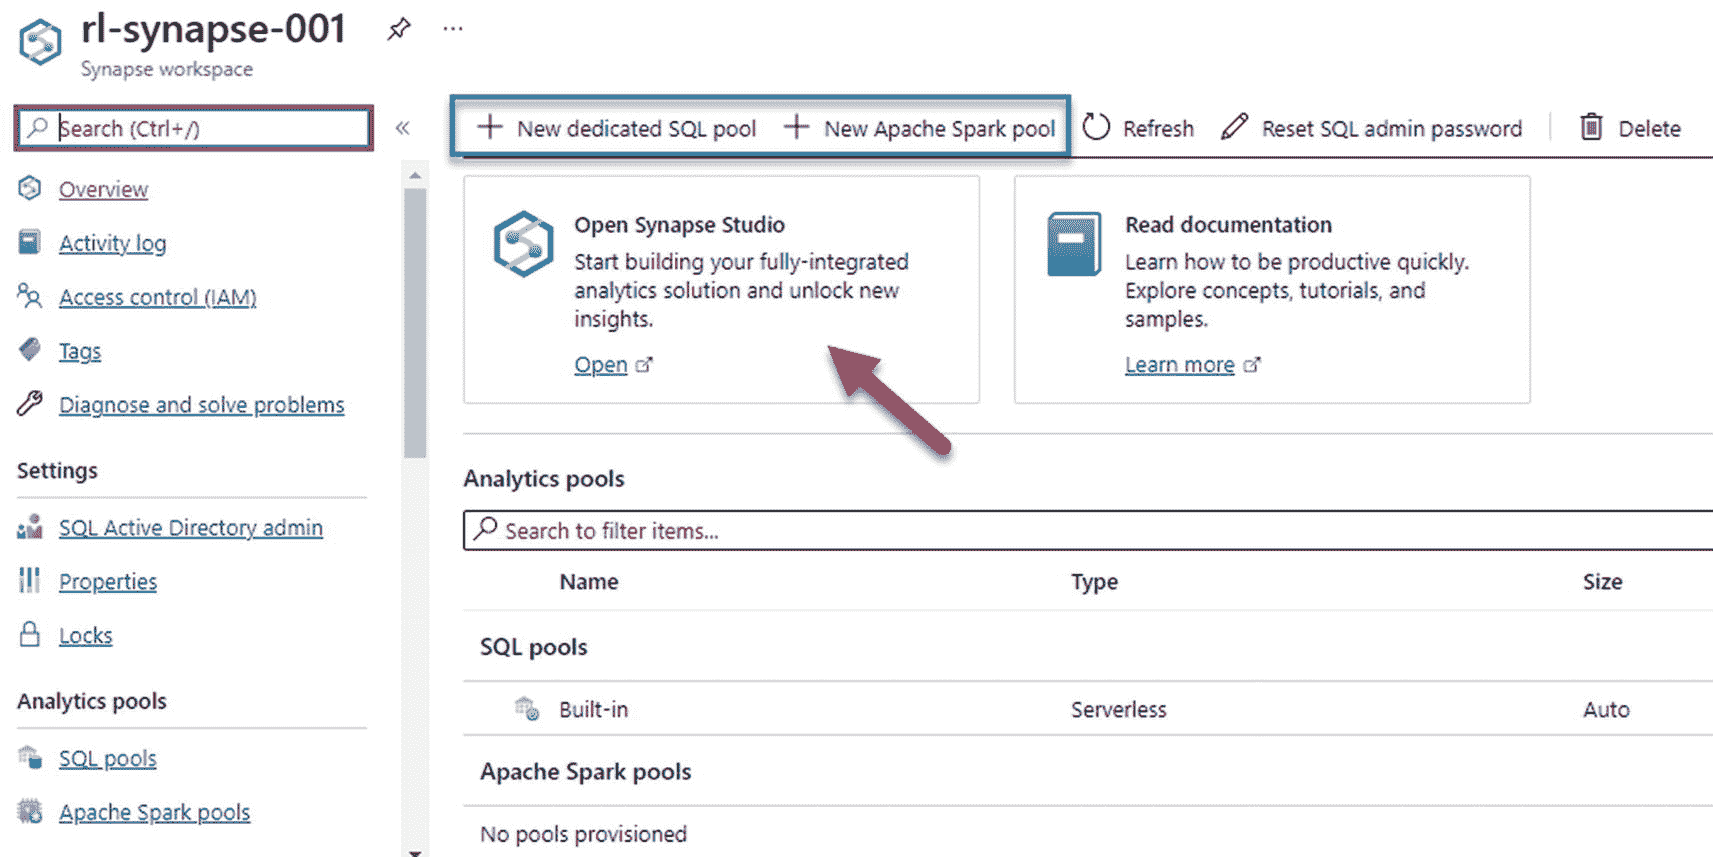 rl-synapse-001
...
Synapse workspace
Search (Ctrl+/)
«
Overview
Activity log
Access control (IAM)
Tags
Diagnose and solve problems
Settings
SQL Active Directory admin
Properties
Locks
Analytics pools
SQL pools
Apache Spark pools
+ New dedicated SQL pool + New Apache Spark pool Refresh Reset SQL admin password Delete
Open Synapse Studio
Start building your fully-integrated
analytics solution and unlock new
insights.
Open
Read documentation
Learn how to be productive quickly.
Explore concepts, tutorials, and
samples.
Learn more
Analytics pools
Search to filter items...
Name Type Size
SQL pools
Built-in Serverless Auto
Apache Spark pools
No pools provisioned